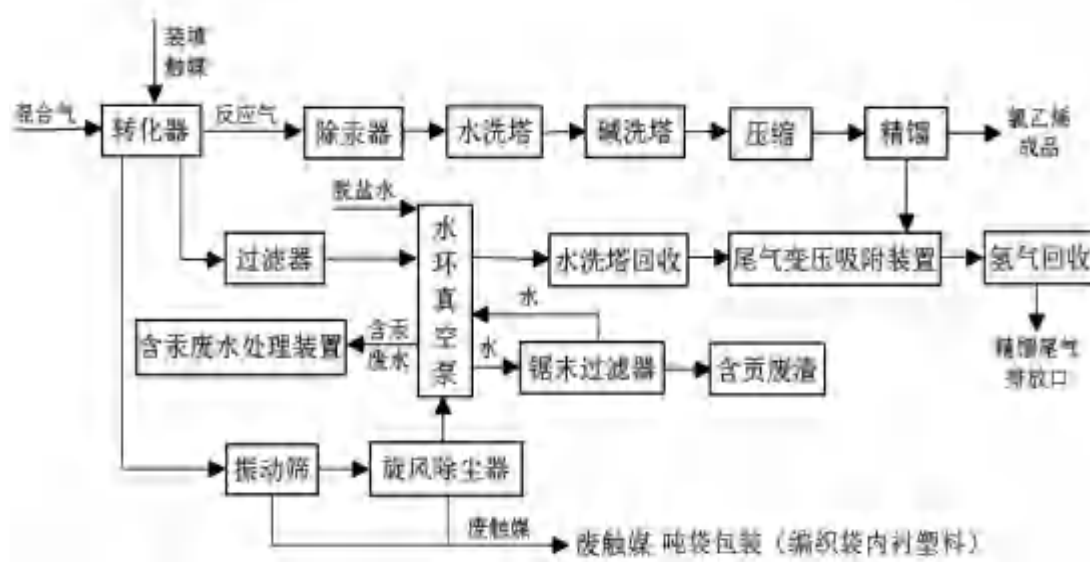 装填
触媒
混合气
转化器
反应气
除汞器
水洗塔
碱洗塔
压缩
精馏
氯乙烯
成品
脱盐水
水环真空泵
过滤器
水洗塔回收
尾气变压吸附装置
氢气回收
水
含汞废水处理装置
含汞
废水
水
锯末过滤器
含贡废渣
精馏尾气
排放口
振动筛
旋风除尘器
废触媒
废触媒 吨袋包装（编织袋内衬塑料）